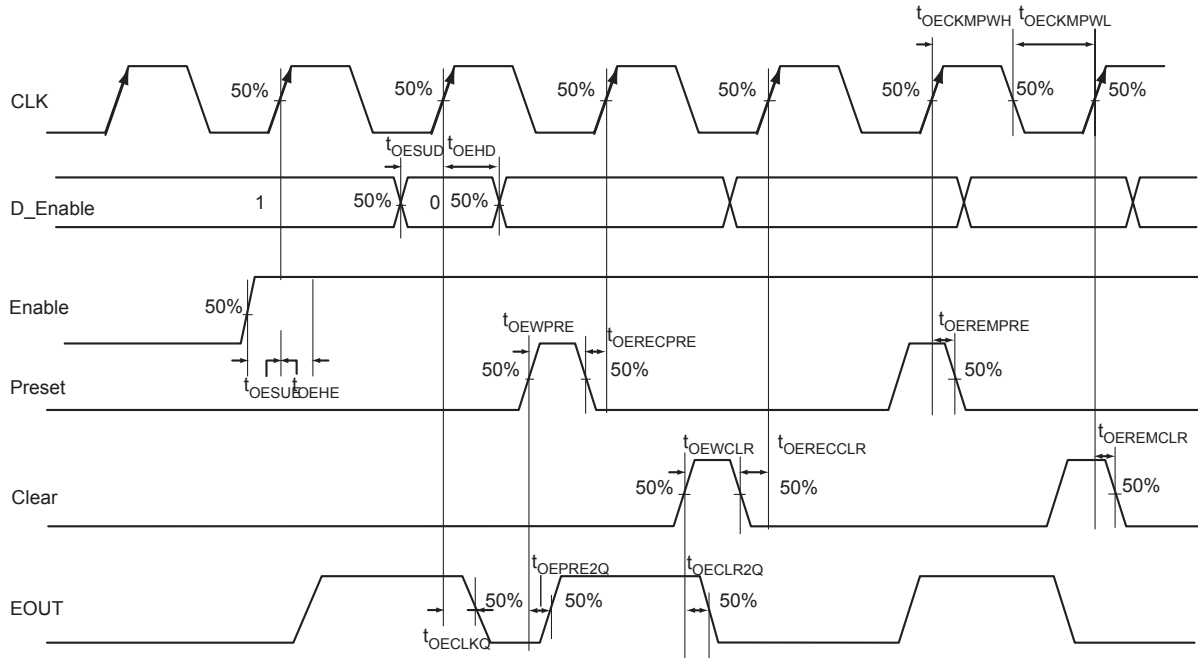 tOECKMPWH tOECKMPWL
CLK 50% 50% 50% 50% 50% 50% 50%
tOESUD tOEHD
D_Enable 1 50% 0 50%
Enable 50%
tOEWPRE tOERECPRE tOEREMPRE
Preset tOESUE tOEHE 50% 50% 50%
tOEWCLR tOERECCLR tOEREMCLR
Clear 50% 50% 50%
tOEPRE2Q tOECLR2Q
EOUT 50% 50% 50%
tOECLKQ